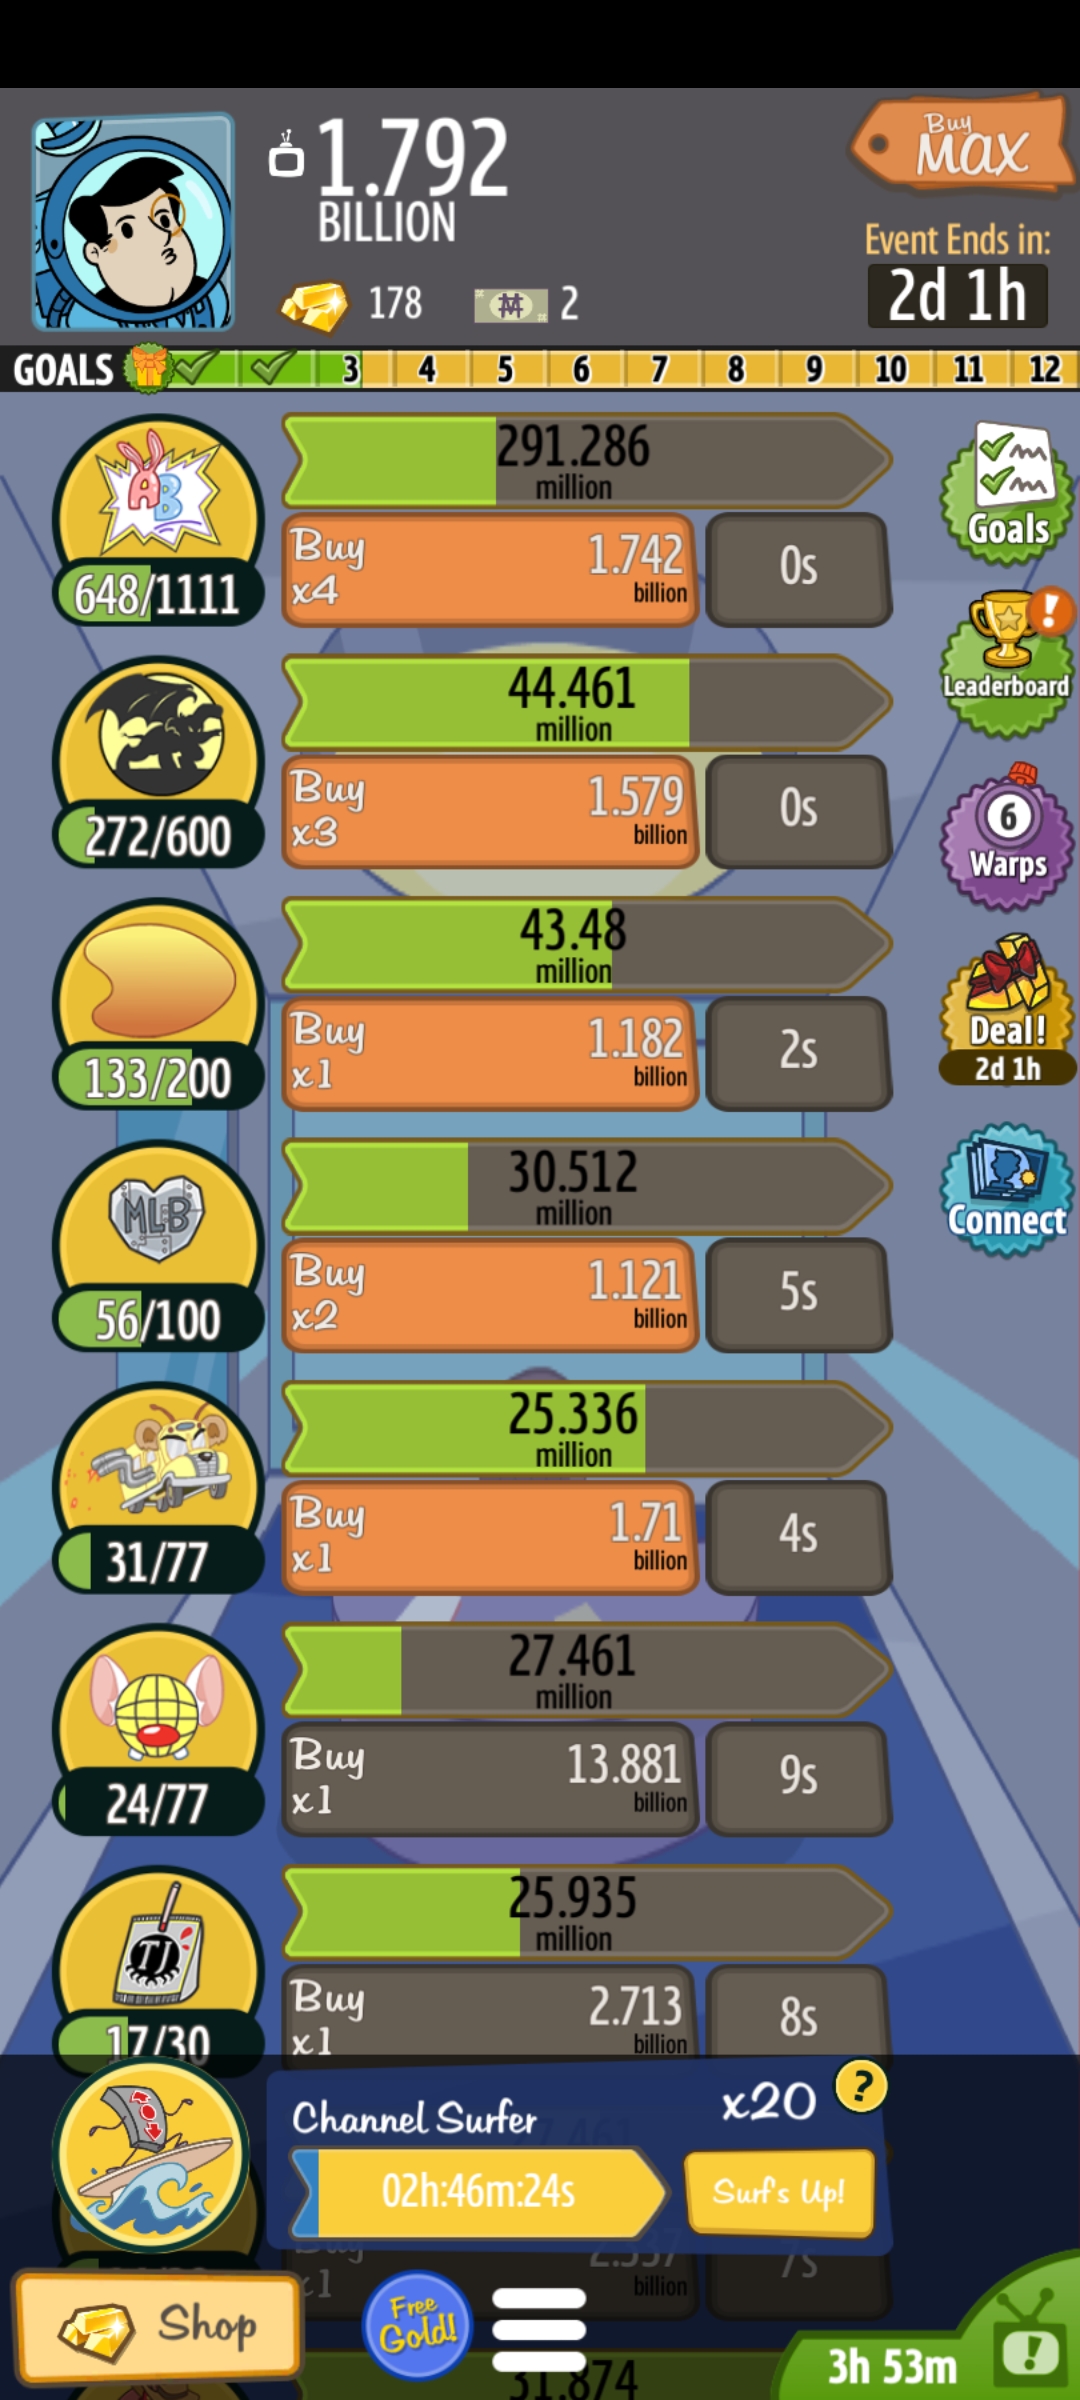 1.792
BILLION
Buy
MAX
Event Ends in:
2d 1h
178
2
GOALS
3 4 5 6 7 8 9 10 11 12
AB
291.286
million
Buy
x4
1.742
billion
0s
648/1111
Goals
44.461
million
Buy
x3
1.579
billion
0s
272/600
!
Leaderboard
43.48
million
Buy
x1
1.182
billion
2s
133/200
6
Warps
Deal!
2d 1h
MLB
30.512
million
Buy
x2
1.121
billion
5s
56/100
Connect
25.336
million
Buy
x1
1.71
billion
4s
31/77
27.461
million
Buy
x1
13.881
billion
9s
24/77
TJ
25.935
million
Buy
x1
2.713
billion
8s
17/30
Channel Surfer
x20
?
02h:46m:24s
Surf's Up!
Buy
x1
billion
7s
Shop
Free
Gold!
31.874
3h 53m
!